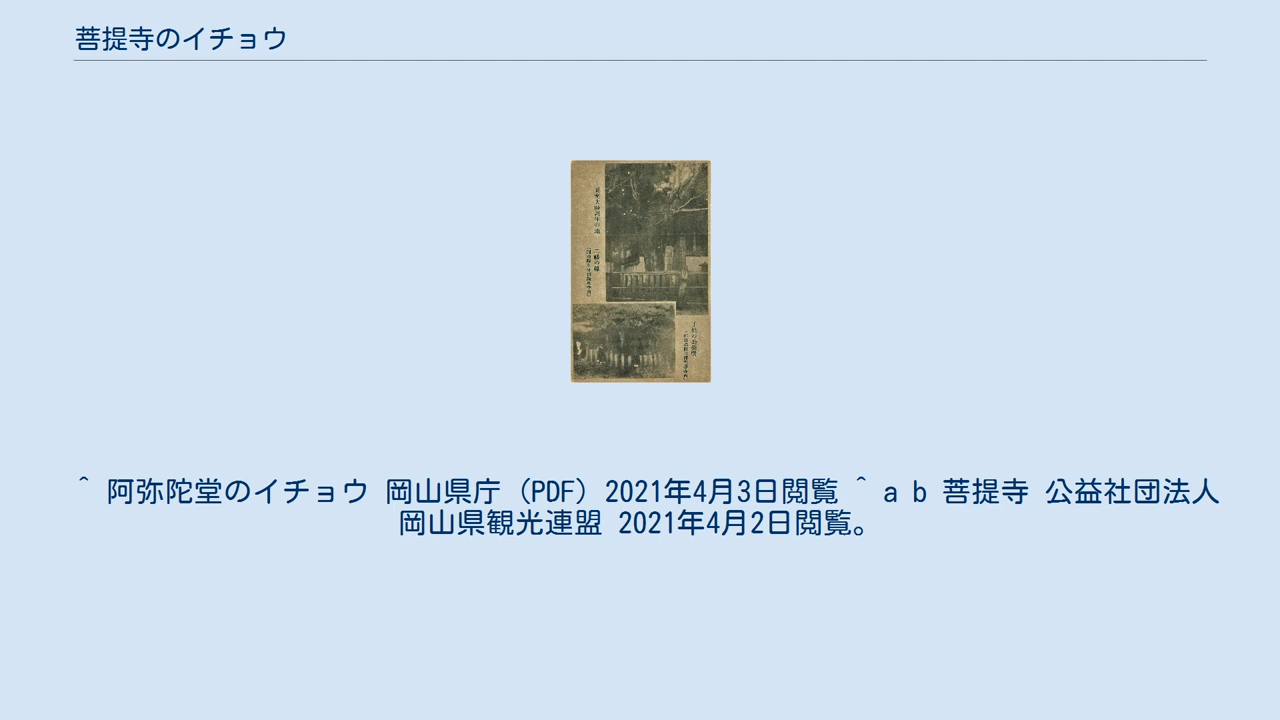 菩提寺のイチョウ
^ 阿弥陀堂のイチョウ 岡山県庁（PDF）2021年4月3日閲覧 ^ a b 菩提寺 公益社団法人
岡山県観光連盟 2021年4月2日閲覧。